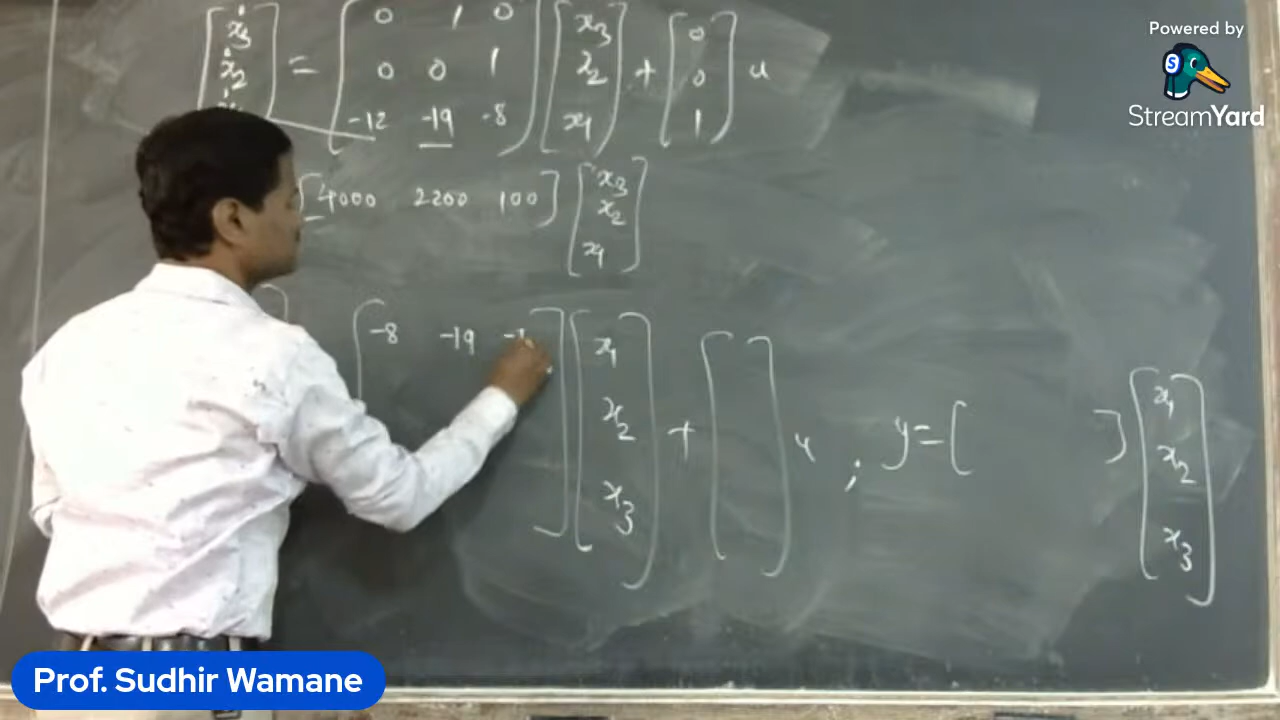 Powered by
StreamYard
[ẋ3 ẋ2 = [0 1 0; 0 0 1; -12 -19 -8] [x3; x2; x1] + [0; 0; 1] u
[4000 2200 100] [x3; x2; x1]
[-8 -19 -1 ] [x1; x2; x3] + [ ] u ; y = [ ] [x1; x2; x3]
Prof. Sudhir Wamane